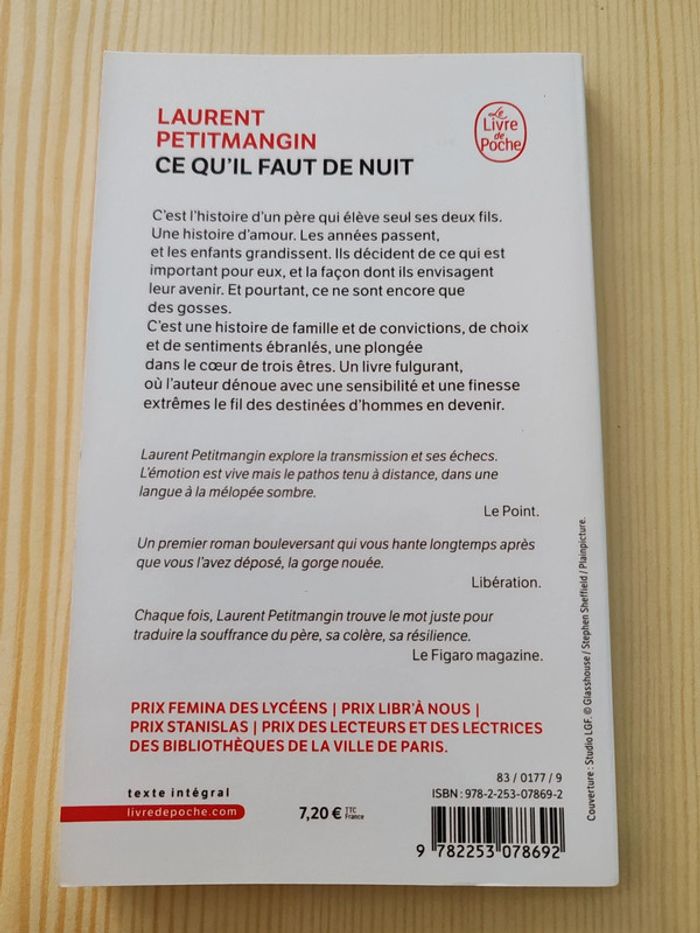 LAURENT
PETITMANGIN
CE QU'IL FAUT DE NUIT
Le
Livre
de
Poche
C'est l'histoire d'un père qui élève seul ses deux fils.
Une histoire d'amour. Les années passent,
et les enfants grandissent. Ils décident de ce qui est
important pour eux, et la façon dont ils envisagent
leur avenir. Et pourtant, ce ne sont encore que
des gosses.
C'est une histoire de famille et de convictions, de choix
et de sentiments ébranlés, une plongée
dans le cœur de trois êtres. Un livre fulgurant,
où l'auteur dénoue avec une sensibilité et une finesse
extrêmes le fil des destinées d'hommes en devenir.
Laurent Petitmangin explore la transmission et ses échecs.
L'émotion est vive mais le pathos tenu à distance, dans une
langue à la mélopée sombre.
Le Point.
Un premier roman bouleversant qui vous hante longtemps après
que vous l'avez déposé, la gorge nouée.
Libération.
Chaque fois, Laurent Petitmangin trouve le mot juste pour
traduire la souffrance du père, sa colère, sa résilience.
Le Figaro magazine.
PRIX FEMINA DES LYCÉENS | PRIX LIBR'À NOUS |
PRIX STANISLAS | PRIX DES LECTEURS ET DES LECTRICES
DES BIBLIOTHÈQUES DE LA VILLE DE PARIS.
texte intégral
livredepoche.com
7,20 € TTC France
83 / 0177 / 9
ISBN : 978-2-253-07869-2
9 782253 078692
Couverture : Studio LGF. © Glasshouse / Stephen Sheffield / Plainpicture.